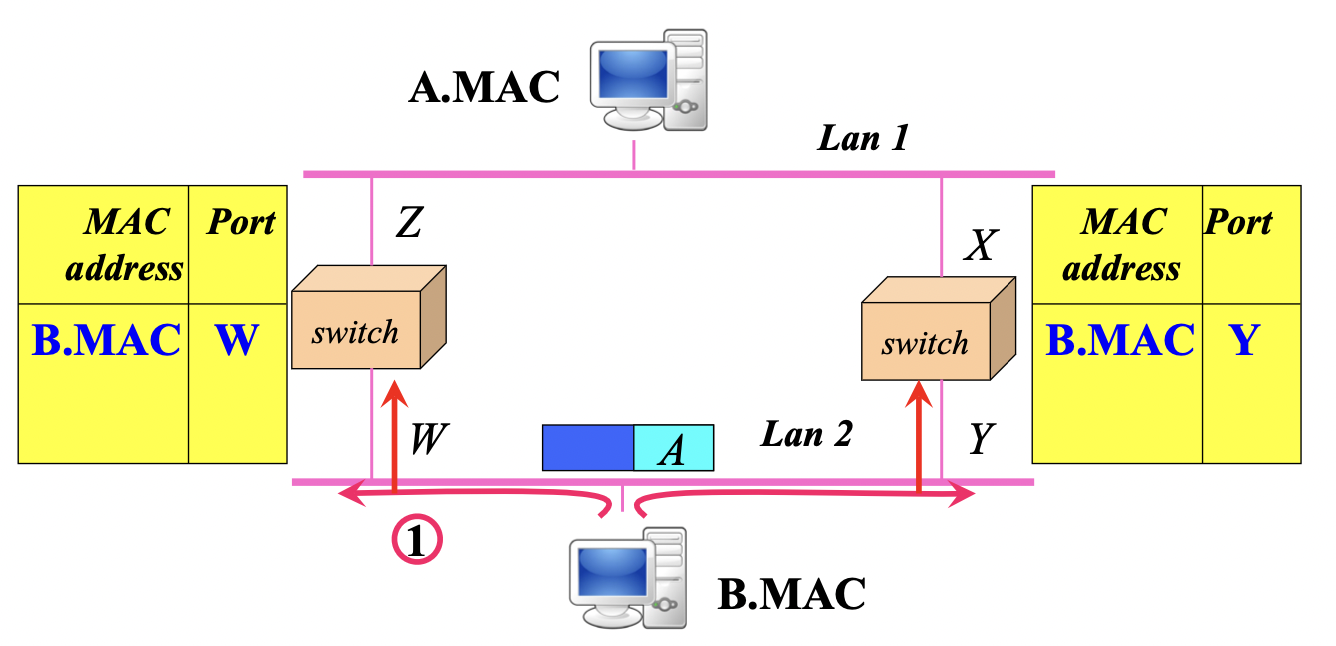 A.MAC
Lan 1
MAC address
Port
B.MAC
W
Z
switch
W
X
switch
Y
MAC address
Port
B.MAC
Y
A
Lan 2
1
B.MAC